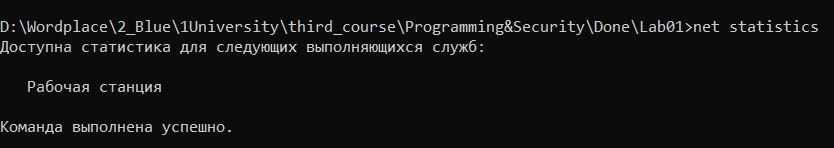 D:\Wordplace\2_Blue\1University\third_course\Programming&Security\Done\Lab01>net statistics
Доступна статистика для следующих выполняющихся служб:
Рабочая станция
Команда выполнена успешно.